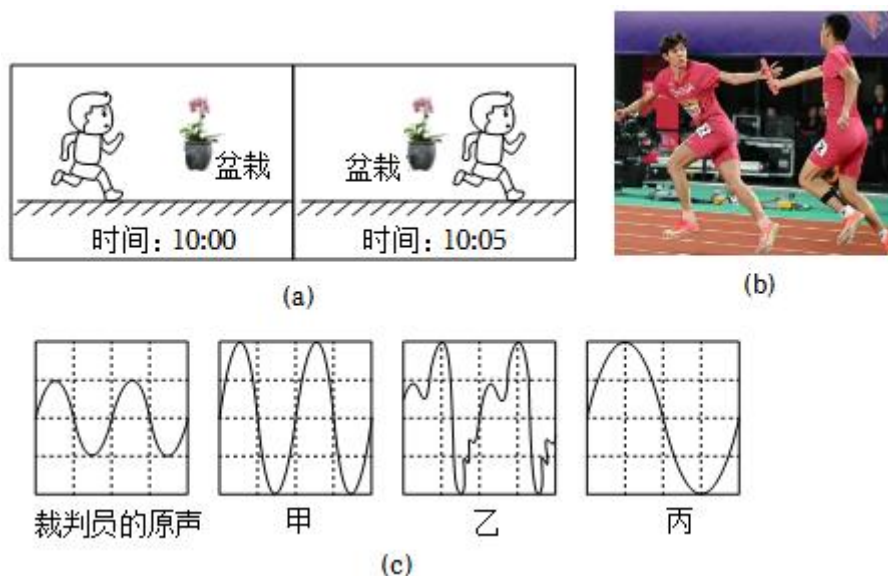 盆栽 盆栽
时间：10:00 时间：10:05
(a) (b)
裁判员的原声 甲 乙 丙
(c)